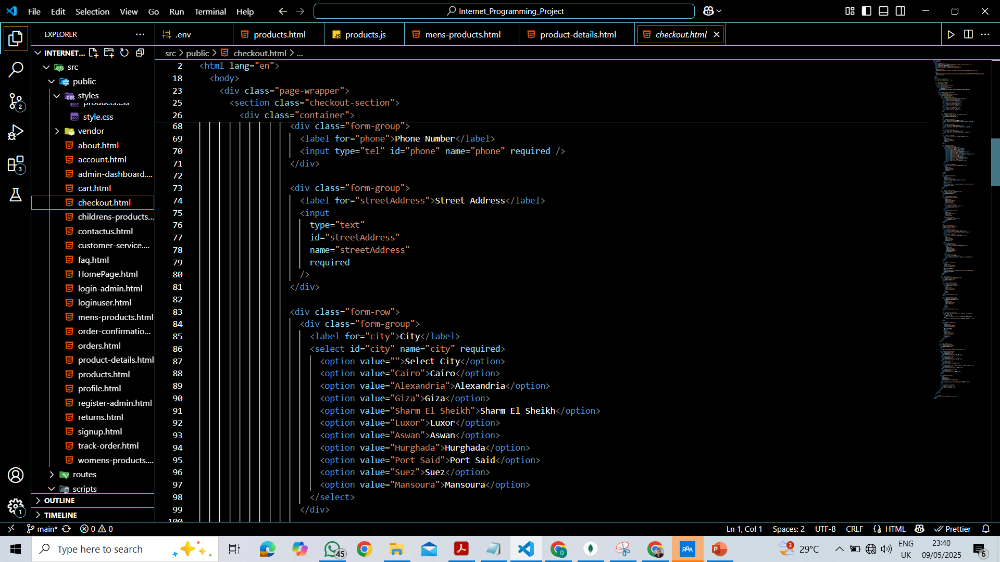 File Edit Selection View Go Run Terminal Help
Internet_Programming_Project
EXPLORER
.env
products.html
products.js
mens-products.html
product-details.html
checkout.html
INTERNET...
src > public > checkout.html > ...
src
public
styles
products.css
style.css
vendor
about.html
account.html
admin-dashboard....
cart.html
checkout.html
childrens-products...
contactus.html
customer-service....
faq.html
HomePage.html
login-admin.html
loginuser.html
mens-products.html
order-confirmatio...
orders.html
product-details.html
products.html
profile.html
register-admin.html
returns.html
signup.html
track-order.html
womens-products....
routes
scripts
OUTLINE
TIMELINE
2 <html lang="en">
18 <body>
23 <div class="page-wrapper">
25 <section class="checkout-section">
26 <div class="container">
68 <div class="form-group">
69 <label for="phone">Phone Number</label>
70 <input type="tel" id="phone" name="phone" required />
71 </div>
72
73 <div class="form-group">
74 <label for="streetAddress">Street Address</label>
75 <input
76 type="text"
77 id="streetAddress"
78 name="streetAddress"
79 required
80 />
81 </div>
82
83 <div class="form-row">
84 <div class="form-group">
85 <label for="city">City</label>
86 <select id="city" name="city" required>
87 <option value="">Select City</option>
88 <option value="Cairo">Cairo</option>
89 <option value="Alexandria">Alexandria</option>
90 <option value="Giza">Giza</option>
91 <option value="Sharm El Sheikh">Sharm El Sheikh</option>
92 <option value="Luxor">Luxor</option>
93 <option value="Aswan">Aswan</option>
94 <option value="Hurghada">Hurghada</option>
95 <option value="Port Said">Port Said</option>
96 <option value="Suez">Suez</option>
97 <option value="Mansoura">Mansoura</option>
98 </select>
99 </div>
100
2
3
1
main* 0 0
Ln 1, Col 1 Spaces: 2 UTF-8 CRLF HTML Prettier
Type here to search
45
3
29°C
ENG
UK
23:40
09/05/2025
6